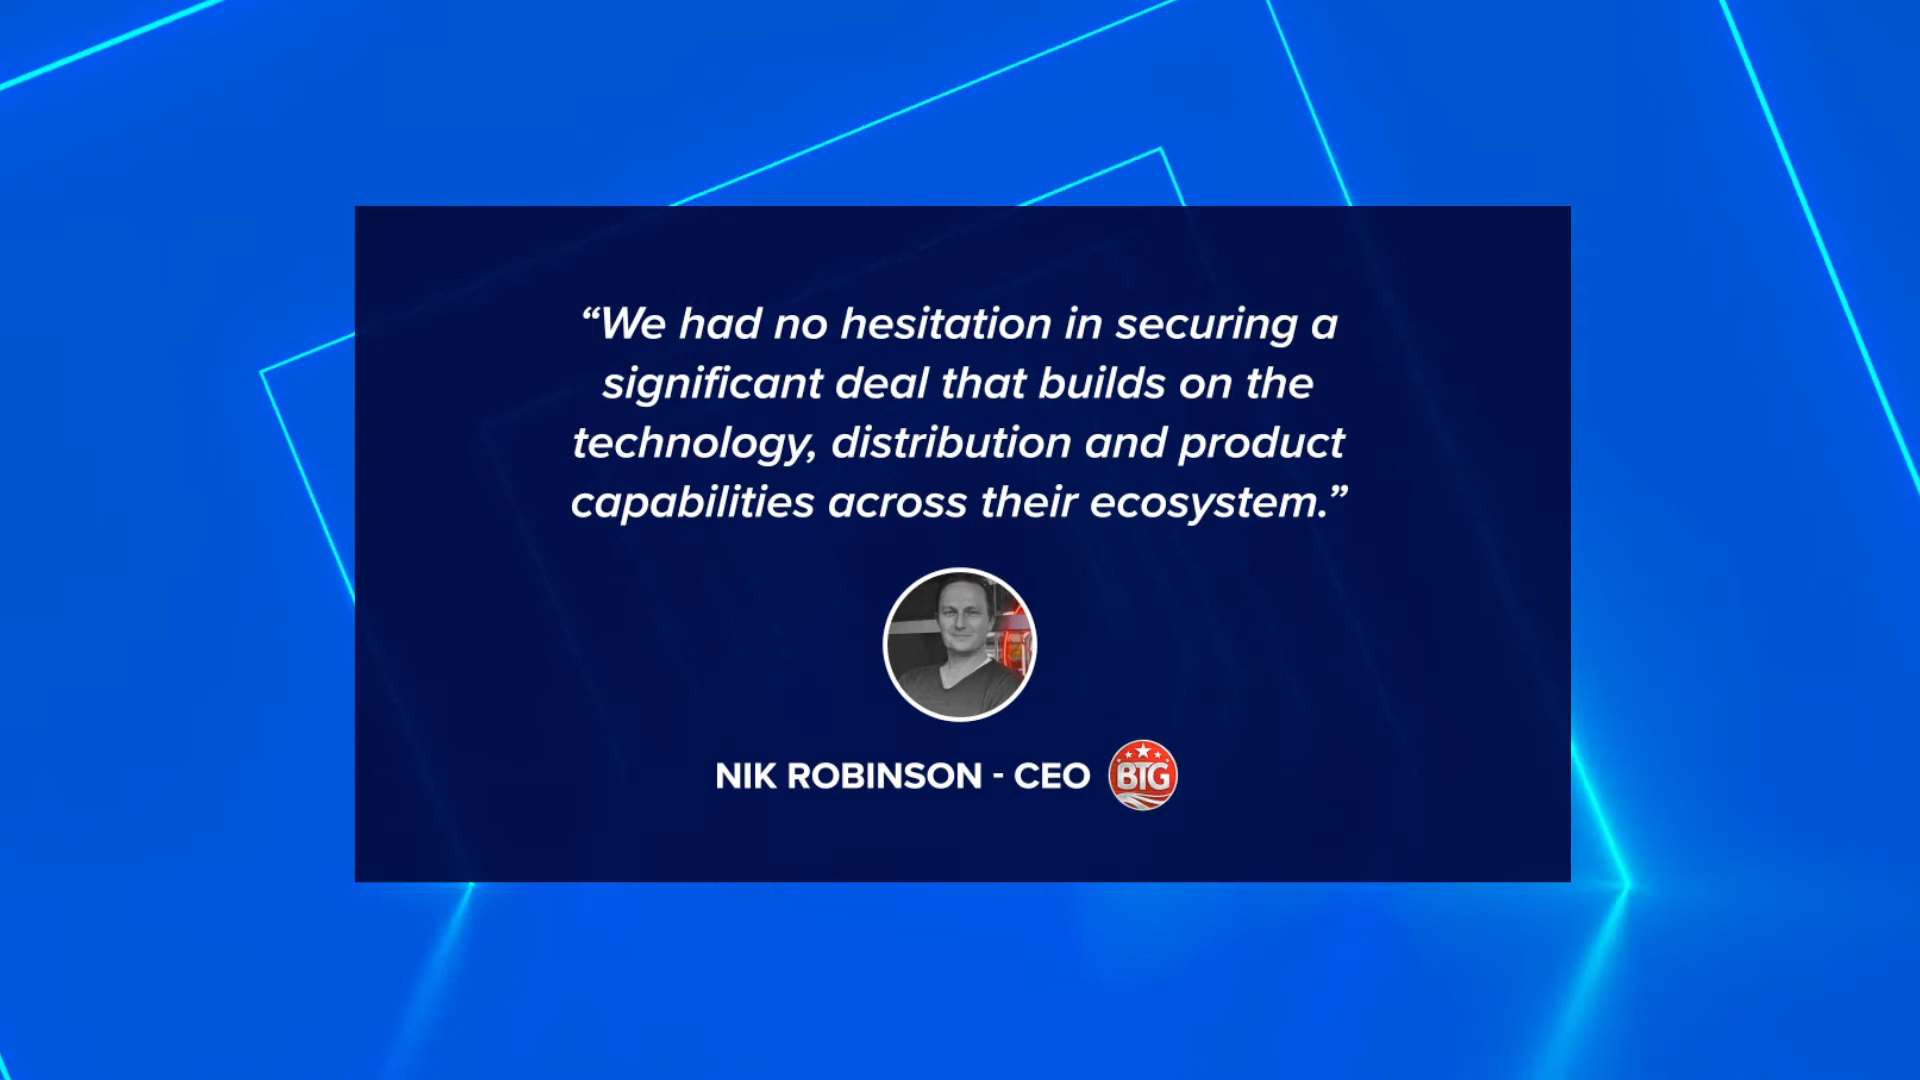 “We had no hesitation in securing a
significant deal that builds on the
technology, distribution and product
capabilities across their ecosystem.”
NIK ROBINSON - CEO
BTG